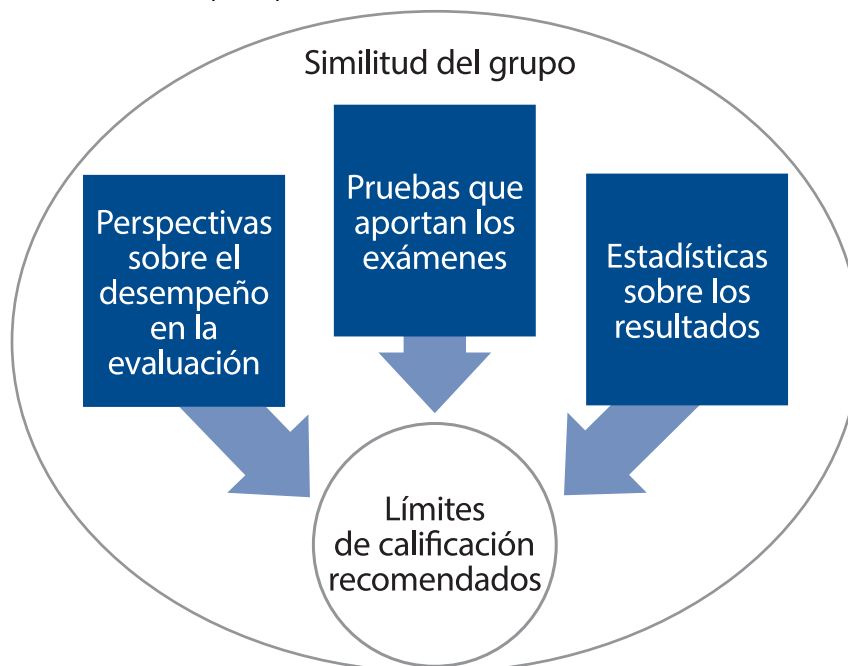 Similitud del grupo
Perspectivas
sobre el
desempeño
en la
evaluación
Pruebas que
aportan los
exámenes
Estadísticas
sobre los
resultados
Límites
de calificación
recomendados